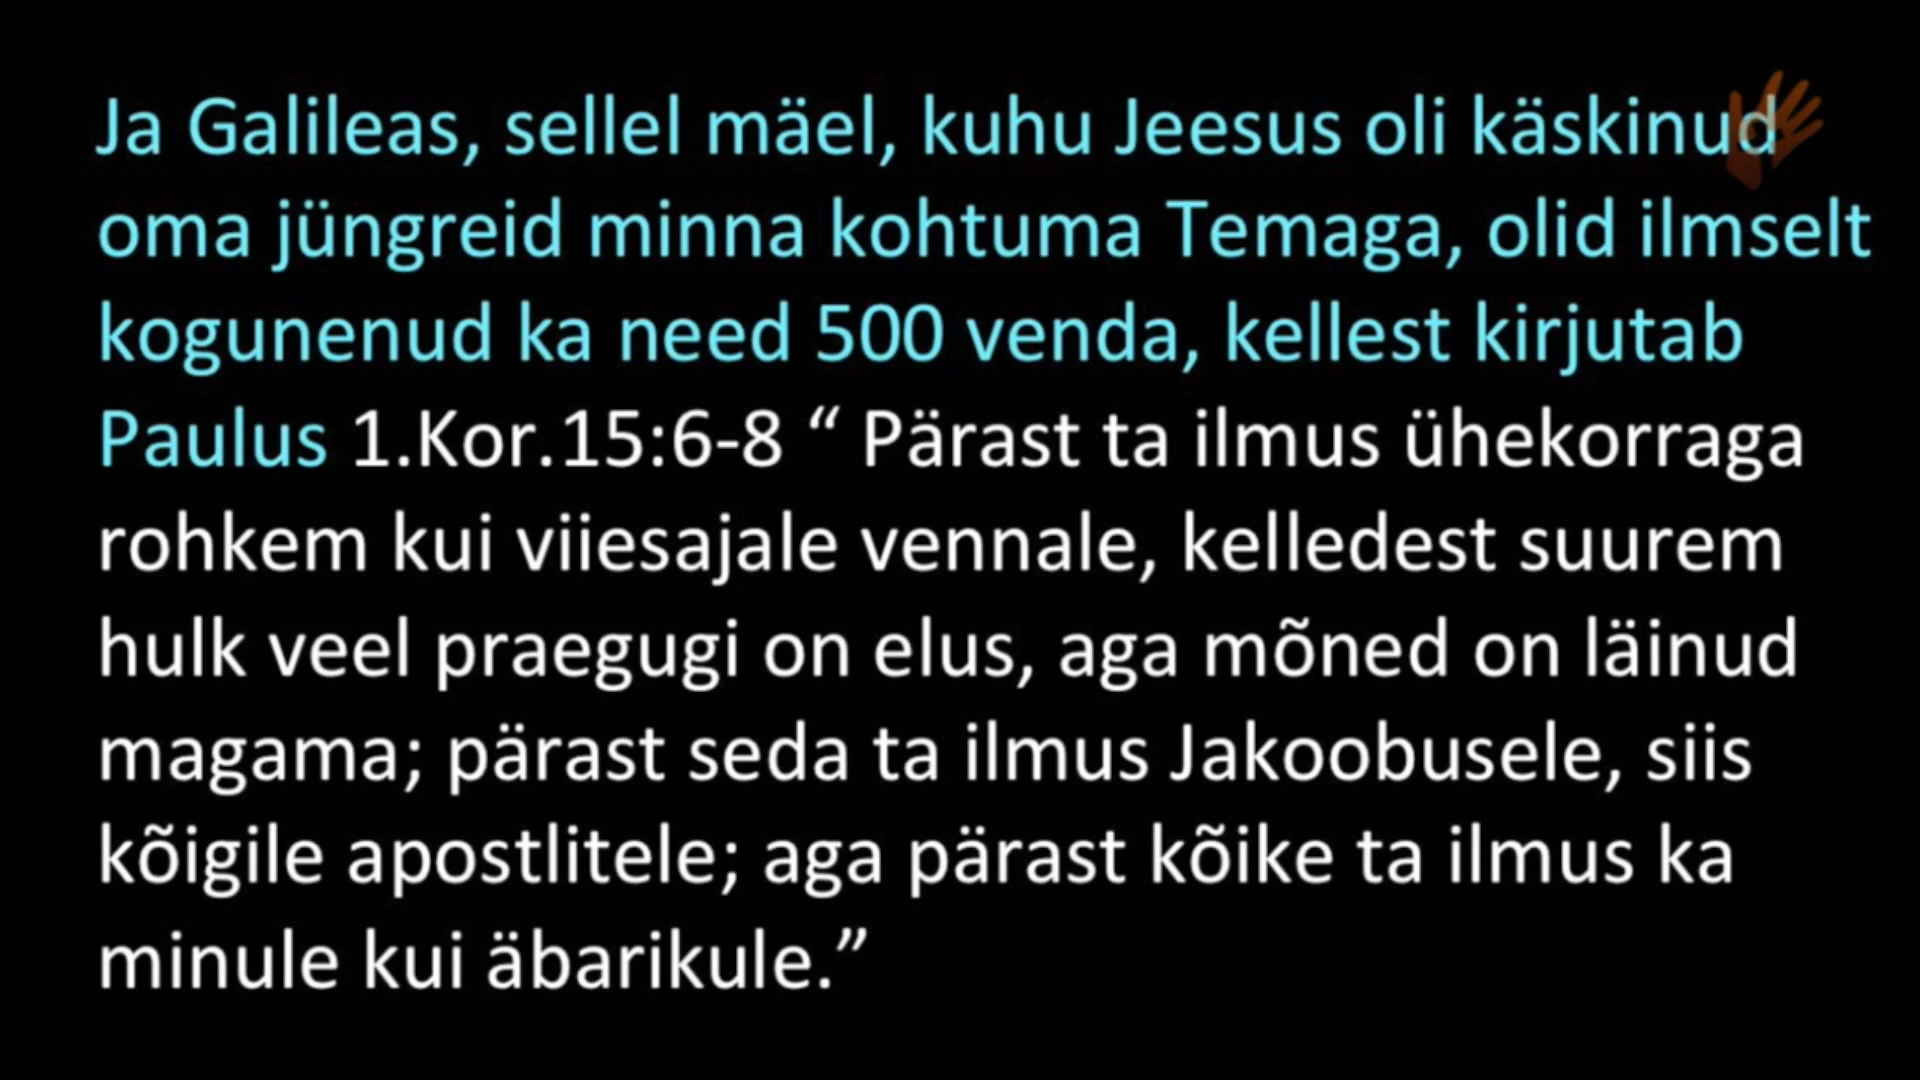 Ja Galileas, sellel mäel, kuhu Jeesus oli käskinud
oma jüngreid minna kohtuma Temaga, olid ilmselt
kogunenud ka need 500 venda, kellest kirjutab
Paulus 1.Kor.15:6-8 “ Pärast ta ilmus ühekorraga
rohkem kui viiesajale vennale, kelledest suurem
hulk veel praegugi on elus, aga mõned on läinud
magama; pärast seda ta ilmus Jakoobusele, siis
kõigile apostlitele; aga pärast kõike ta ilmus ka
minule kui äbarikule.”